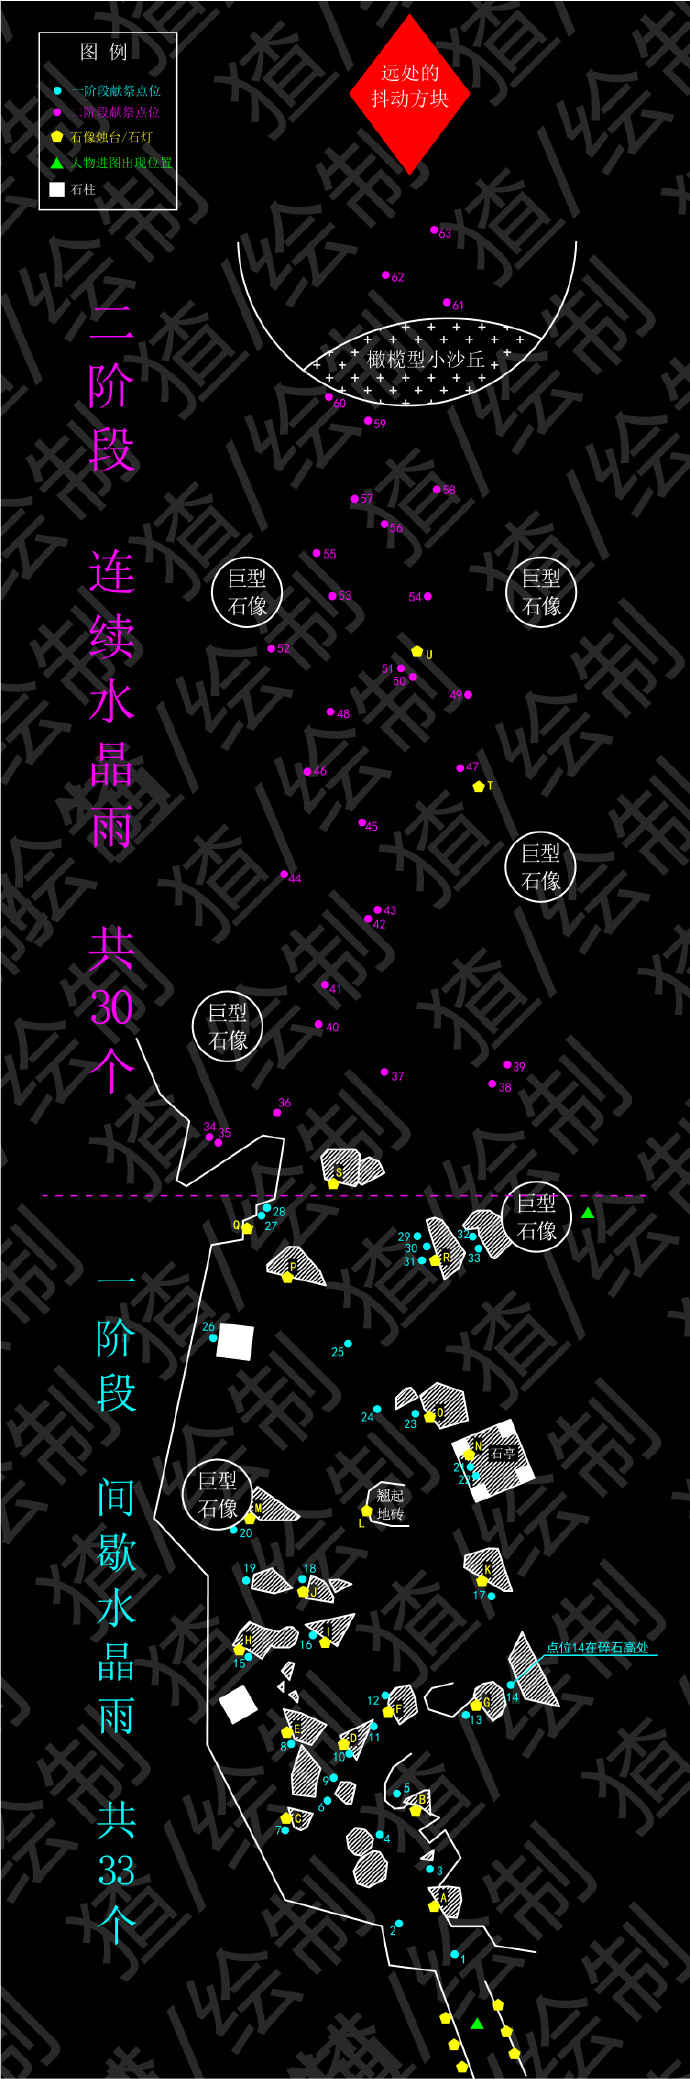 图 例
一阶段献祭点位
二阶段献祭点位
石像烛台/石灯
人物进图出现位置
石柱
远处的
抖动方块
63
62
61
橄榄型小沙丘
60
59
二阶段 连续水晶雨 共30个
58
57
56
55
巨型
石像
巨型
石像
53
54
52
U
51
50
49
48
46
47
T
45
巨型
石像
44
43
42
41
巨型
石像
40
39
37
38
36
34
35
S
巨型
石像
28
27
Q
29
30
31
R
32
33
P
一阶段 间歇水晶雨 共33个
26
25
24
23
O
N
石亭
21
22
巨型
石像
M
翘起
地砖
L
20
19
18
J
K
17
H
I
16
15
点位14在碎石高处
14
12
F
G
13
E
D
11
8
10
9
5
B
6
C
7
4
3
A
2
1
猹/绘制